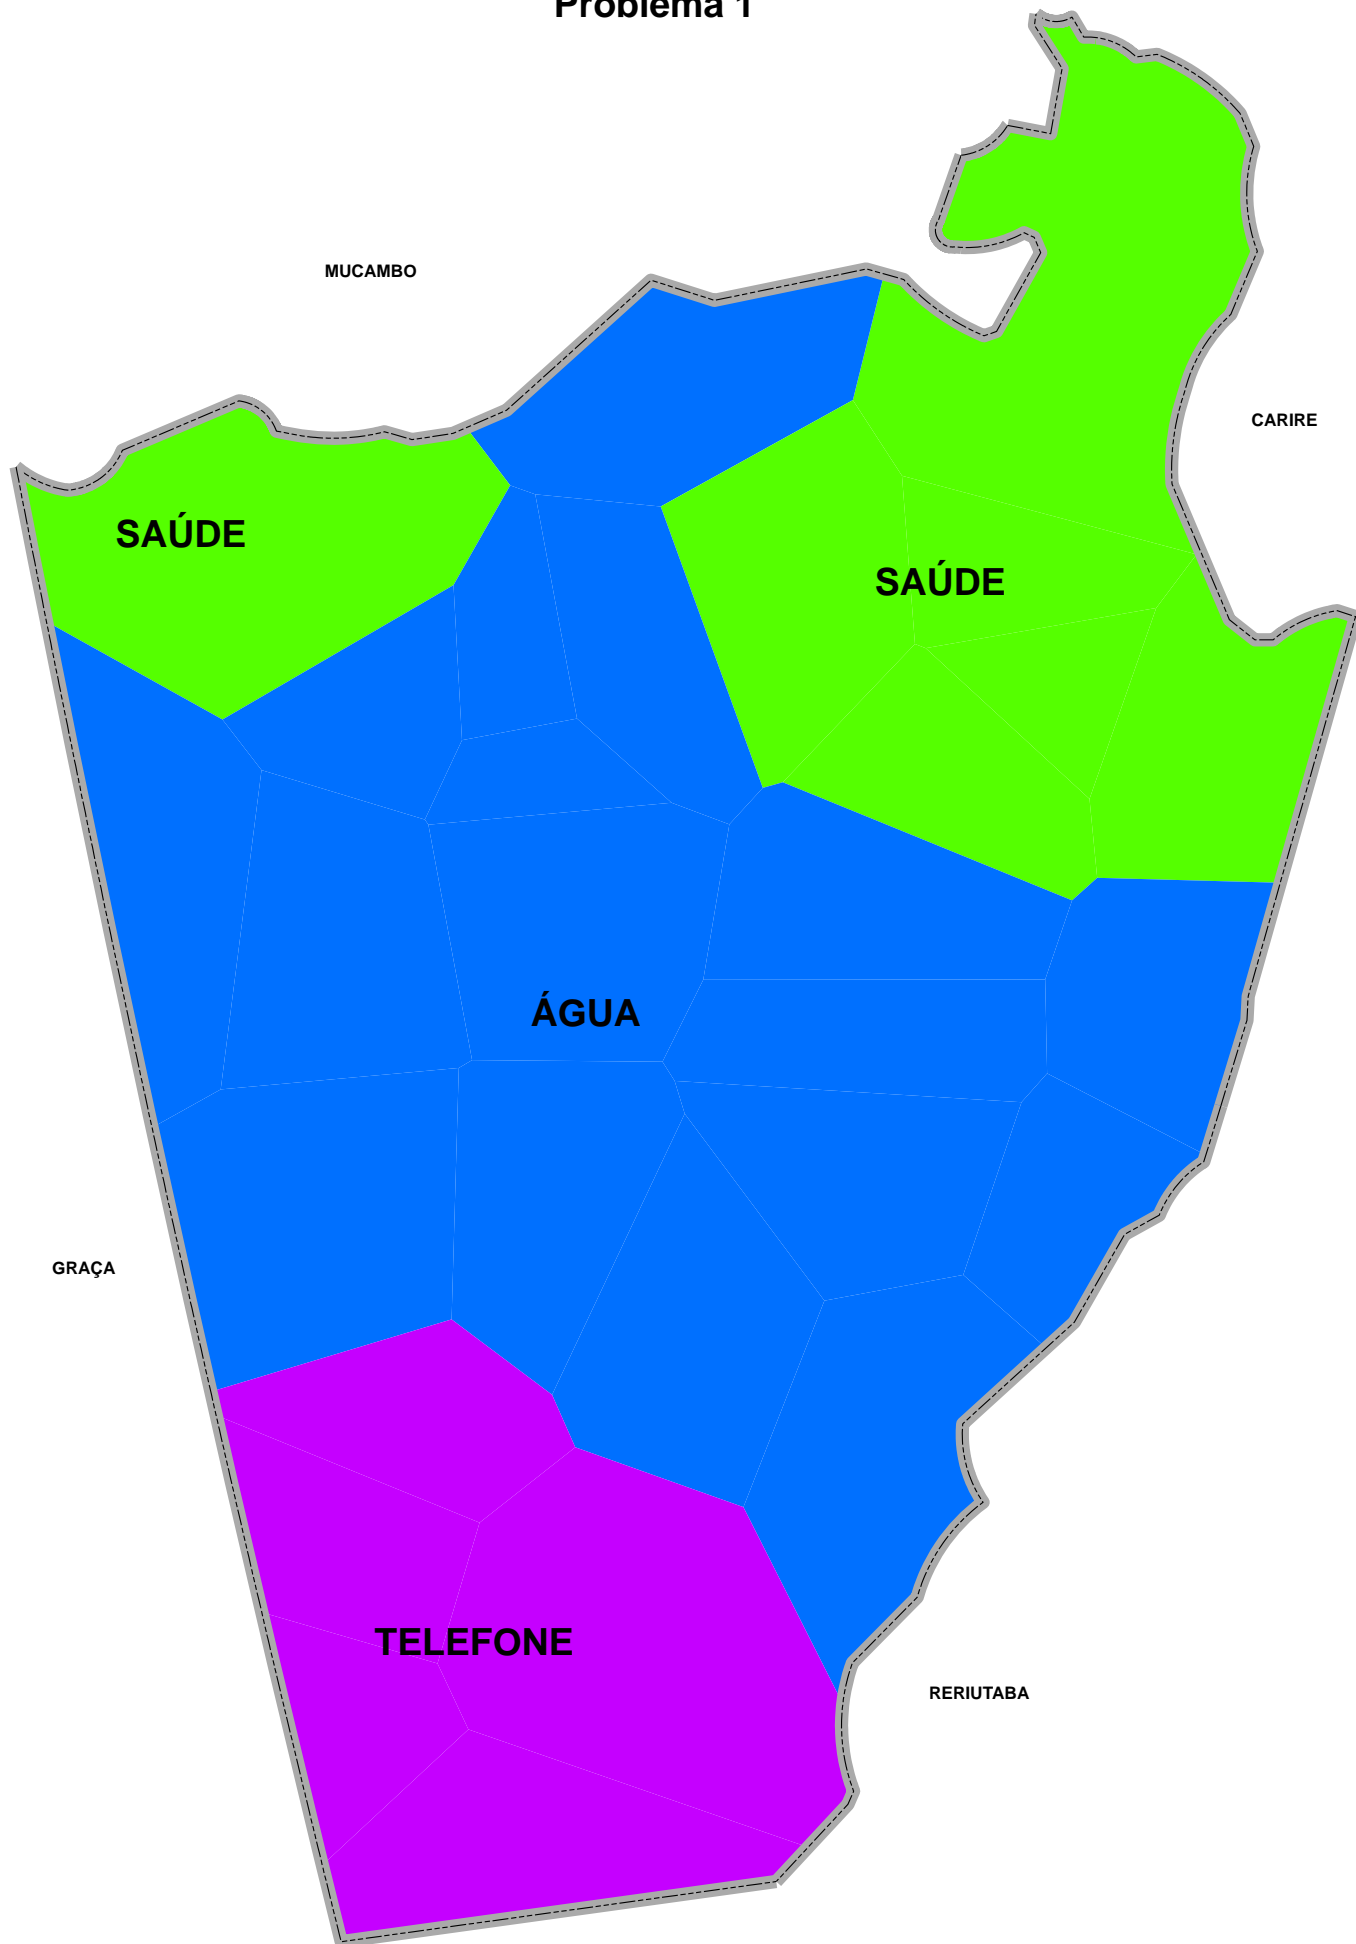 Problema 1
MUCAMBO
CARIRE
SAÚDE
SAÚDE
ÁGUA
GRAÇA
TELEFONE
RERIUTABA